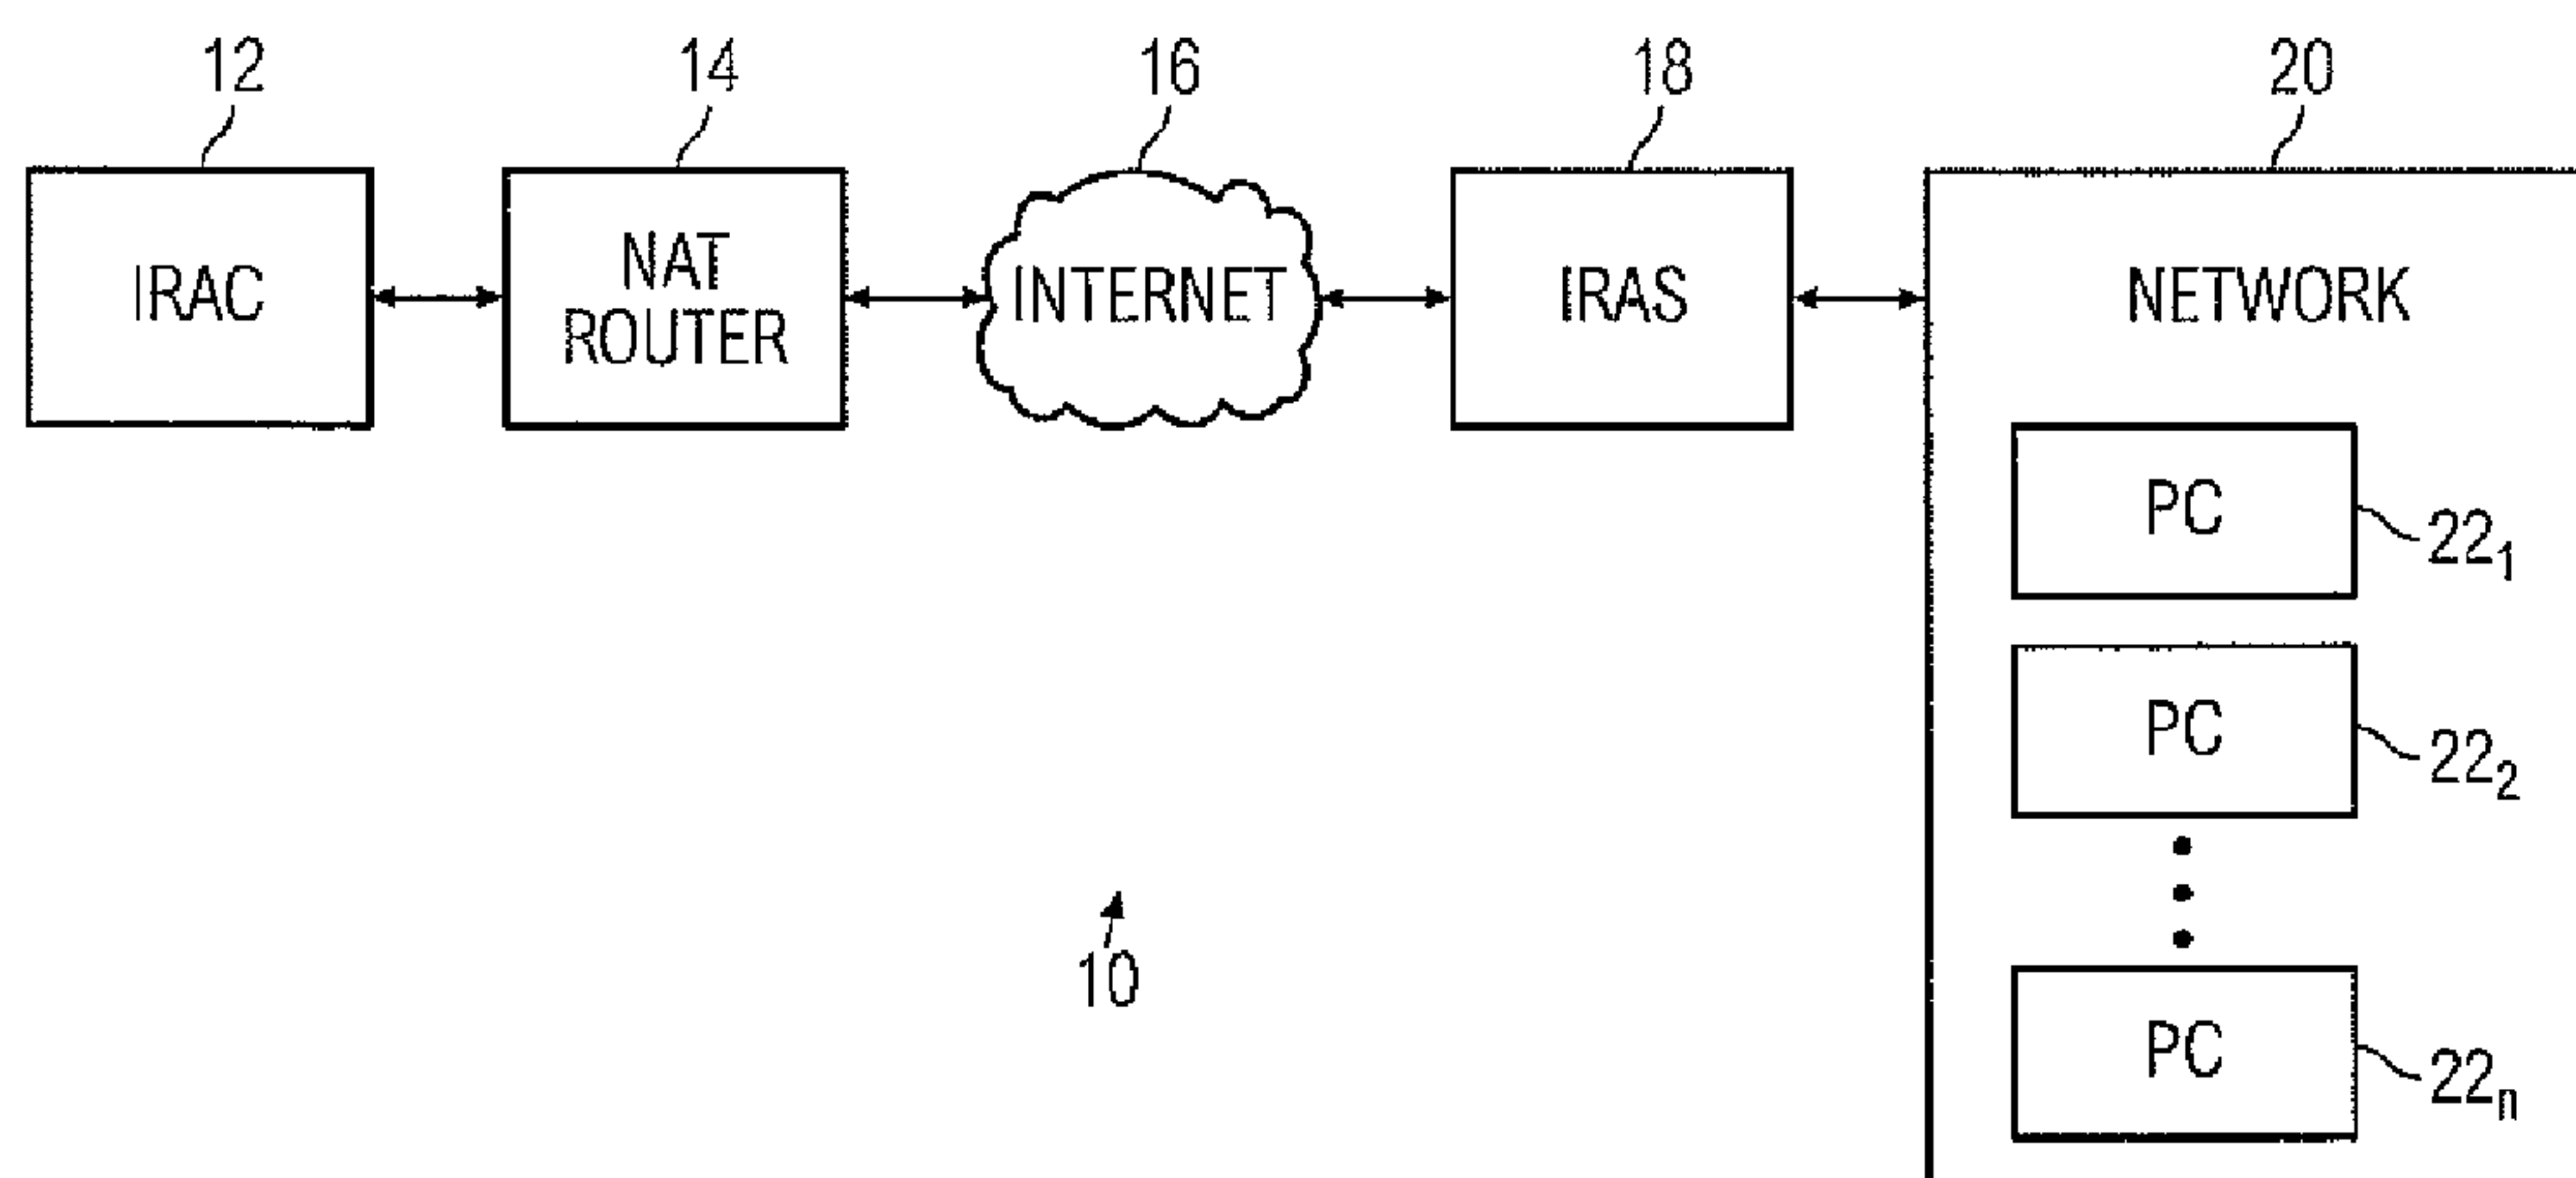 12
14
16
18
20
IRAC
NAT
ROUTER
INTERNET
IRAS
NETWORK
PC
22₁
PC
22₂
PC
22ₙ
10